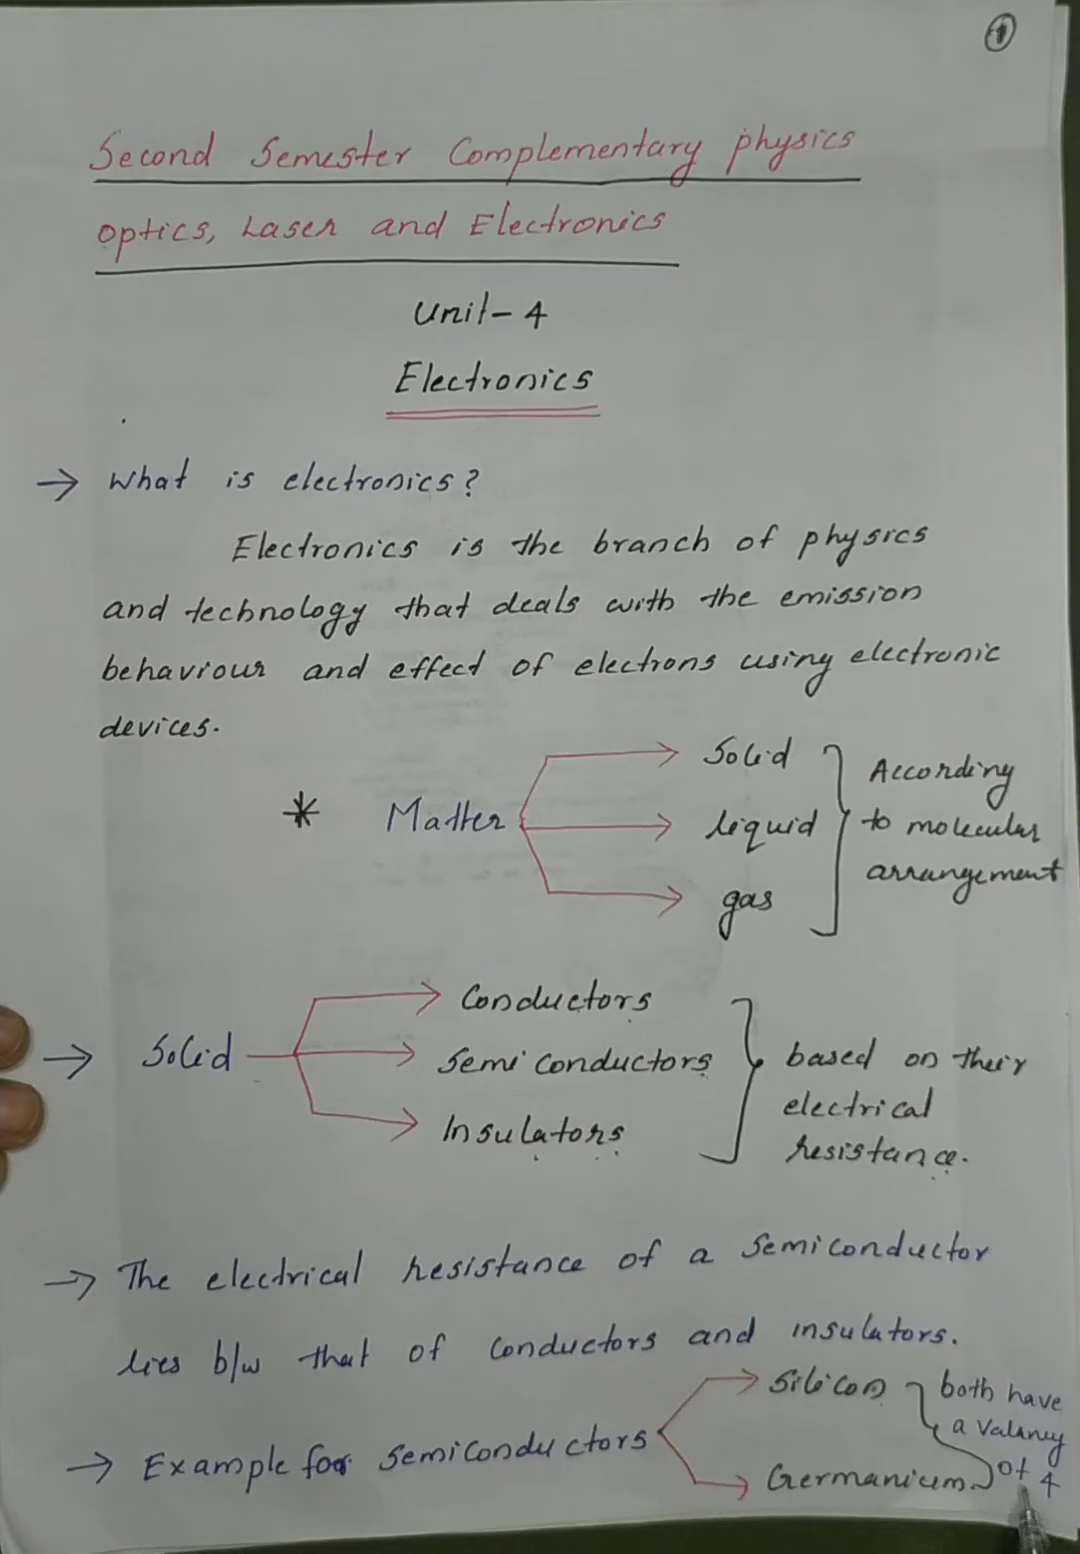 1
Second Semester Complementary physics
optics, Laser and Electronics
Unit-4
Electronics
→ What is electronics?
Electronics is the branch of physics
and technology that deals with the emission
behaviour and effect of electrons using electronic
devices.
* Matter
Solid
liquid
gas
According
to molecular
arrangement
→ Solid
Conductors
Semi conductors
Insulators
based on their
electrical
resistance.
→ The electrical resistance of a semiconductor
lies b/w that of conductors and insulators.
→ Example for semiconductors
Silicon
Germanium
both have
a valancy
of 4